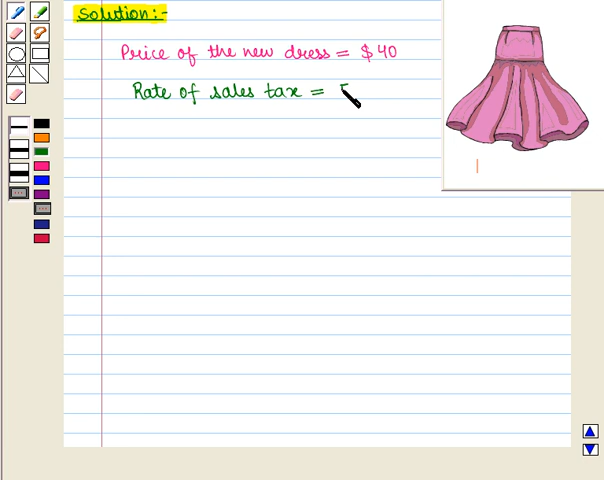 Solution:-
Price of the new dress = $40
Rate of sales tax =